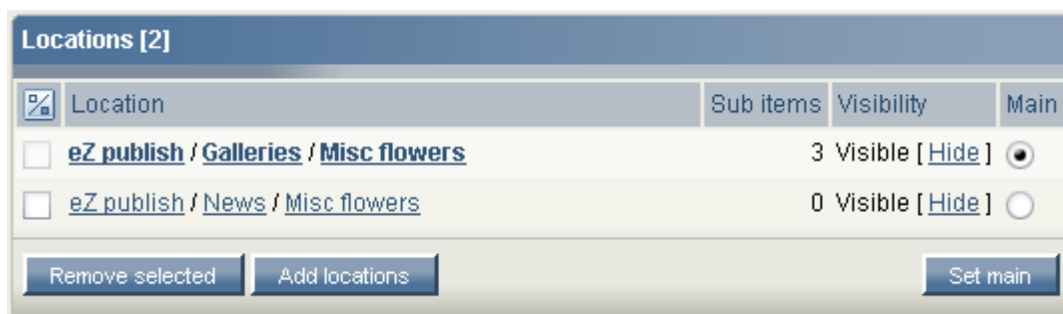 Locations [2]
Location Sub items Visibility Main
eZ publish / Galleries / Misc flowers 3 Visible [ Hide ]
eZ publish / News / Misc flowers 0 Visible [ Hide ]
Remove selected Add locations Set main